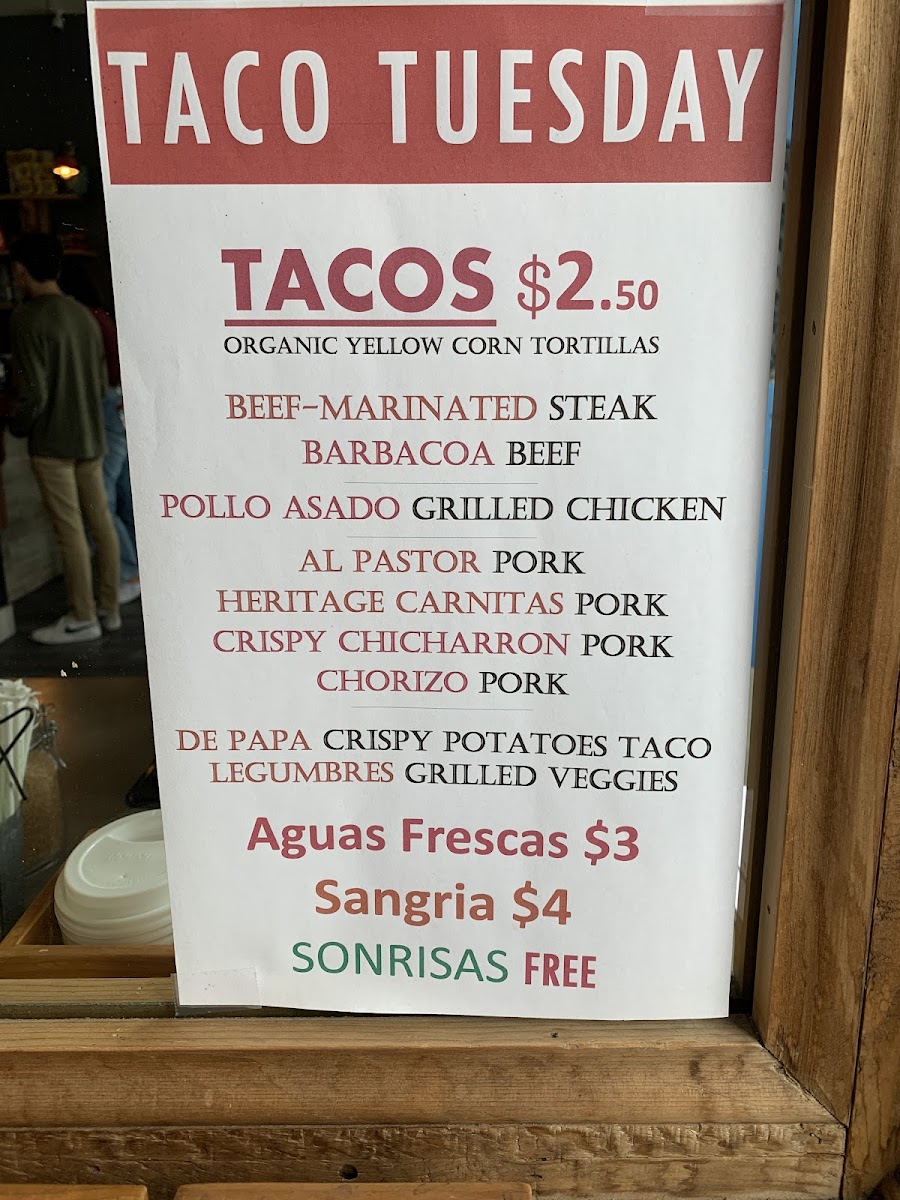 TACO TUESDAY
TACOS $2.50
ORGANIC YELLOW CORN TORTILLAS
BEEF-MARINATED STEAK
BARBACOA BEEF
POLLO ASADO GRILLED CHICKEN
AL PASTOR PORK
HERITAGE CARNITAS PORK
CRISPY CHICHARRON PORK
CHORIZO PORK
DE PAPA CRISPY POTATOES TACO
LEGUMBRES GRILLED VEGGIES
Aguas Frescas $3
Sangria $4
SONRISAS FREE